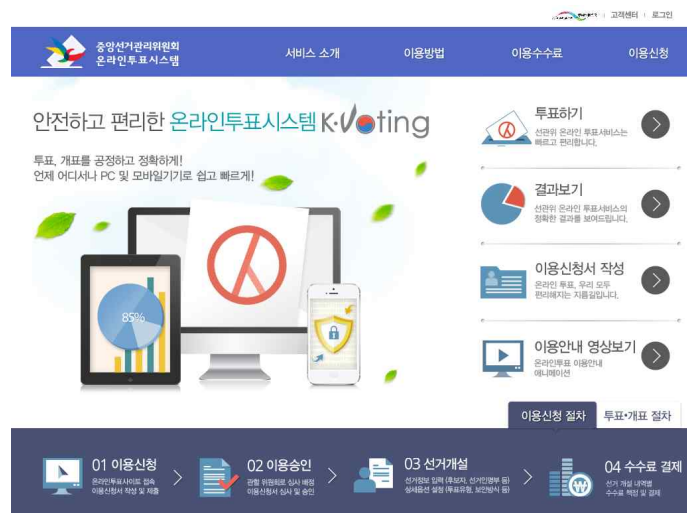 고객센터 로그인
중앙선거관리위원회
온라인투표시스템
서비스 소개 이용방법 이용수수료 이용신청
안전하고 편리한 온라인투표시스템 K-Voting
투표, 개표를 공정하고 정확하게!
언제 어디서나 PC 및 모바일기기로 쉽고 빠르게!
85%
투표하기
선관위 온라인 투표서비스는
빠르고 편리합니다.
결과보기
선관위 온라인 투표서비스의
정확한 결과를 보여드립니다.
이용신청서 작성
온라인 투표, 우리 모두
편리해지는 지름길입니다.
이용안내 영상보기
온라인투표 이용안내
애니메이션
이용신청 절차 투표•개표 절차
01 이용신청
온라인투표사이트 접속
이용신청서 작성 및 제출
02 이용승인
관할 위원회로 심사 배정
이용신청서 심사 및 승인
03 선거개설
선거정보 입력 (후보자, 선거인명부 등)
상세옵션 설정 (투표유형, 보안방식 등)
04 수수료 결제
선거 개설 내역별
수수료 책정 및 결제